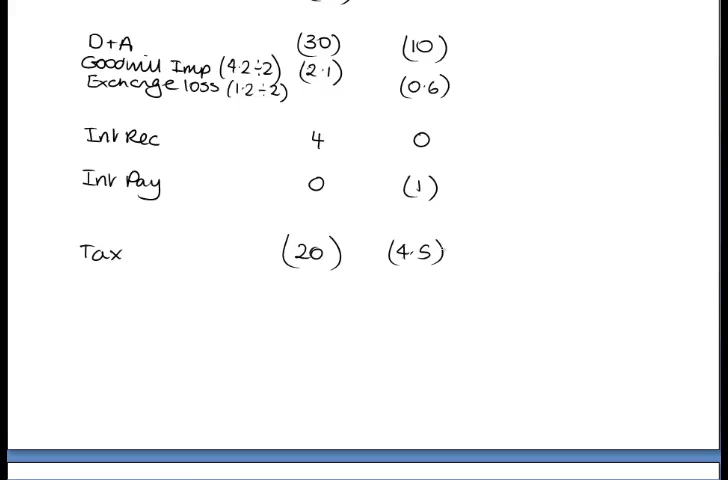 D+A (30) (10)
Goodwill Imp (4.2÷2) (2.1)
Exchange loss (1.2÷2) (0.6)
Int Rec 4 0
Int Pay 0 (1)
Tax (20) (4.5)